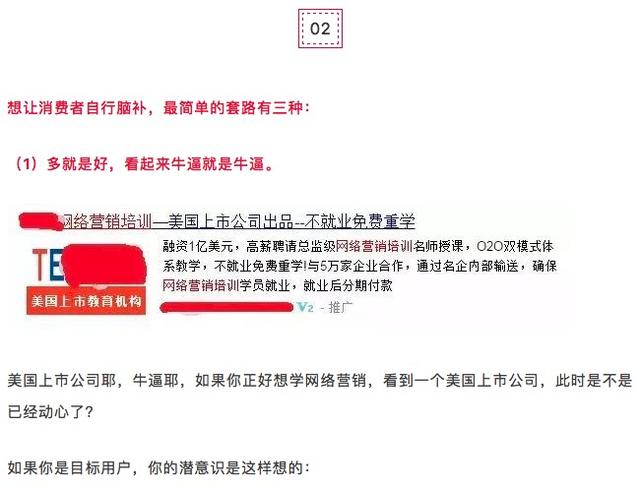 02
想让消费者自行脑补，最简单的套路有三种：
（1）多就是好，看起来牛逼就是牛逼。
网络营销培训—美国上市公司出品--不就业免费重学
融资1亿美元，高薪聘请总监级网络营销培训名师授课，O2O双模式体
TE
系教学，不就业免费重学!与5万家企业合作，通过名企内部输送，确保
网络营销培训学员就业，就业后分期付款
美国上市教育机构
V2 - 推广
美国上市公司耶，牛逼耶，如果你正好想学网络营销，看到一个美国上市公司，此时是不是
已经动心了？
如果你是目标用户，你的潜意识是这样想的：